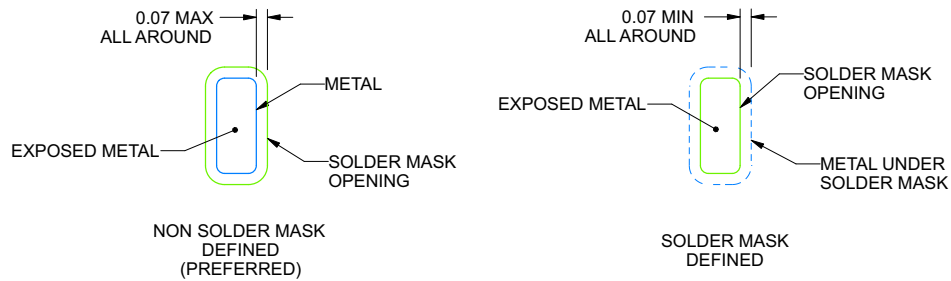 0.07 MAX
ALL AROUND
METAL
EXPOSED METAL
SOLDER MASK
OPENING
NON SOLDER MASK
DEFINED
(PREFERRED)
0.07 MIN
ALL AROUND
SOLDER MASK
OPENING
EXPOSED METAL
METAL UNDER
SOLDER MASK
SOLDER MASK
DEFINED